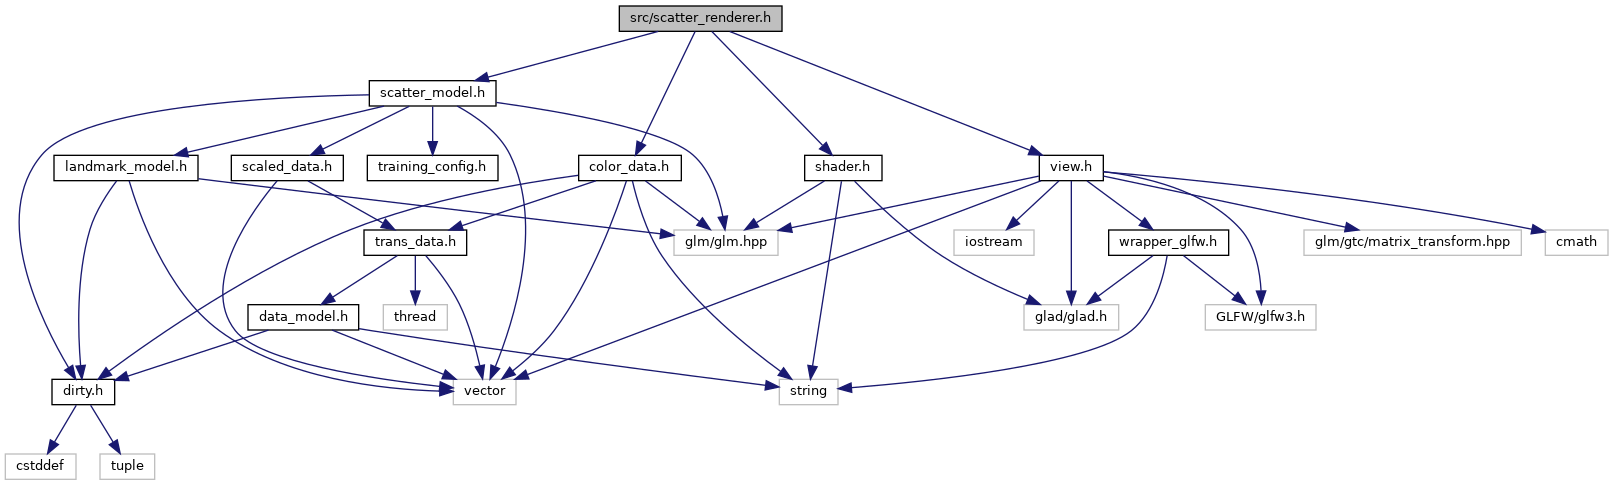 src/scatter_renderer.h
scatter_model.h
landmark_model.h
scaled_data.h
training_config.h
color_data.h
shader.h
view.h
trans_data.h
glm/glm.hpp
iostream
wrapper_glfw.h
glm/gtc/matrix_transform.hpp
cmath
data_model.h
thread
glad/glad.h
GLFW/glfw3.h
dirty.h
vector
string
cstddef
tuple